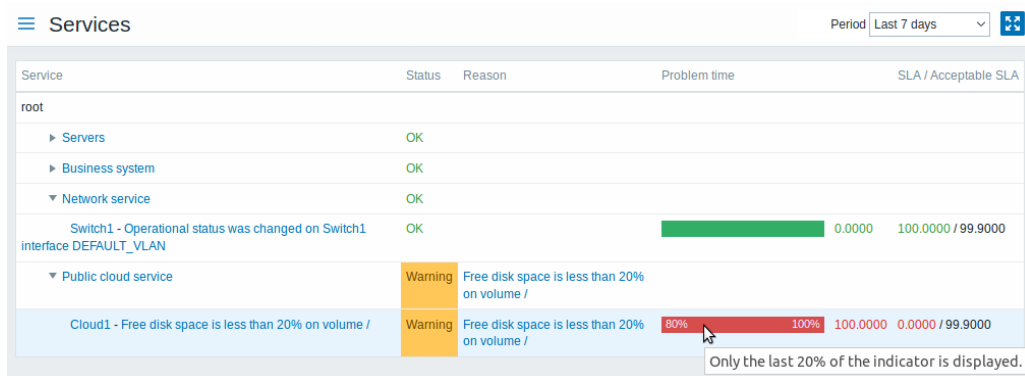 Services
Period Last 7 days
Service Status Reason Problem time SLA / Acceptable SLA
root
Servers OK
Business system OK
Network service OK
Switch1 - Operational status was changed on Switch1 OK 0.0000 100.0000 / 99.9000
interface DEFAULT_VLAN
Public cloud service Warning Free disk space is less than 20%
on volume /
Cloud1 - Free disk space is less than 20% on volume / Warning Free disk space is less than 20% 80% 100% 100.0000 0.0000 / 99.9000
on volume /
Only the last 20% of the indicator is displayed.